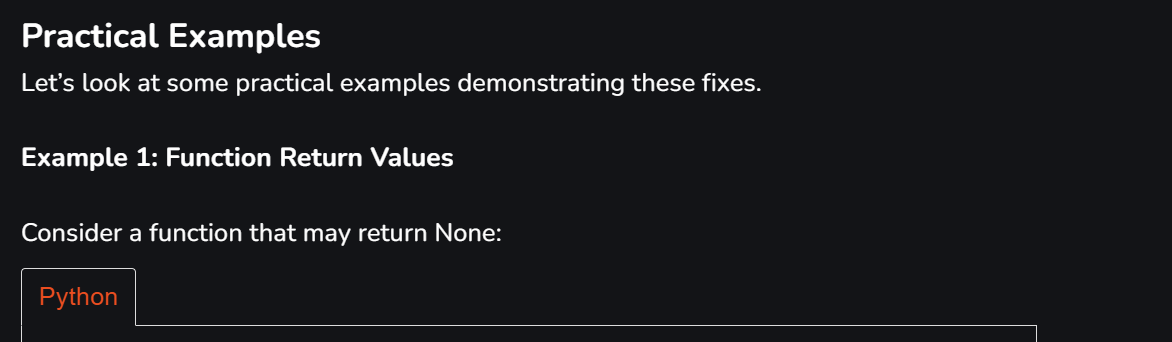 Practical Examples
Let’s look at some practical examples demonstrating these fixes.
Example 1: Function Return Values
Consider a function that may return None:
Python